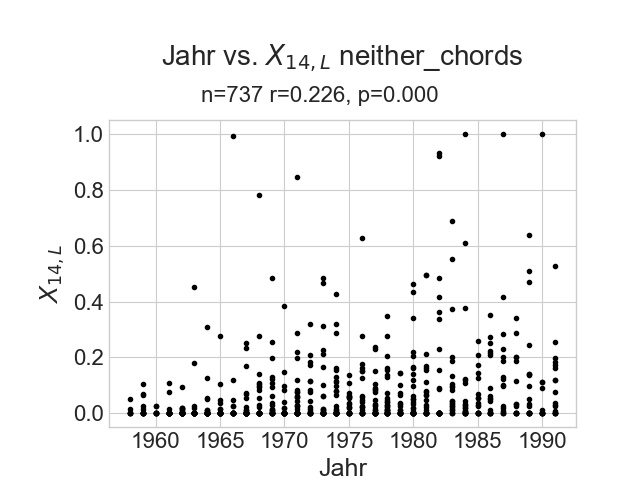 Jahr vs. X14, L neither_chords
n=737 r=0.226, p=0.000
1.0
0.8
0.6
0.4
0.2
0.0
X14, L
1960 1965 1970 1975 1980 1985 1990
Jahr